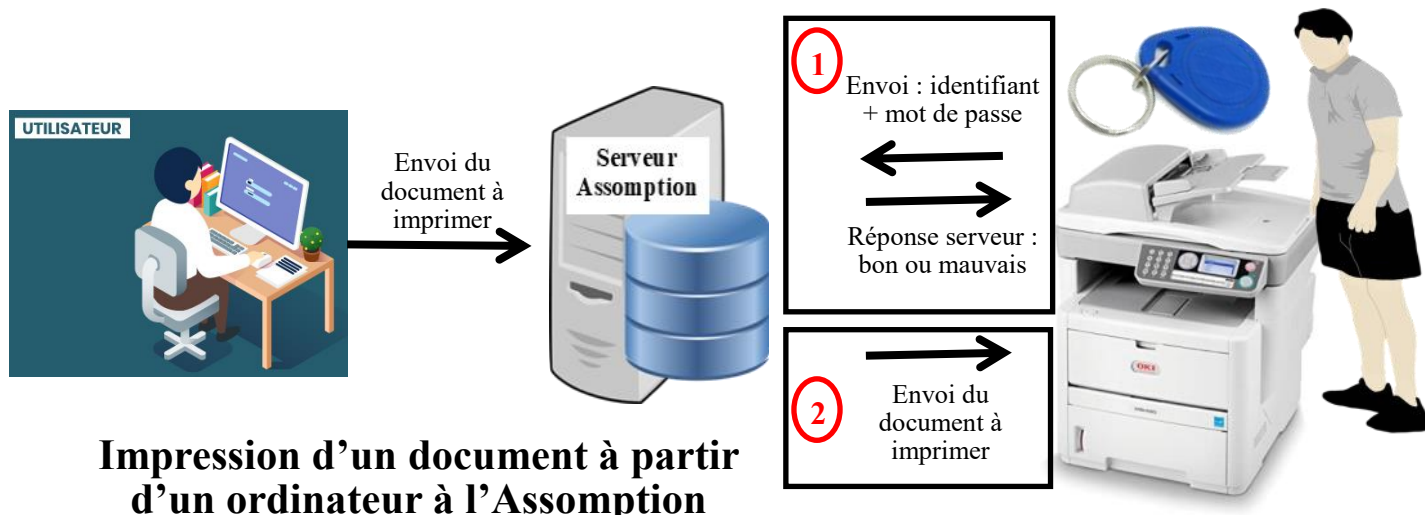 UTILISATEUR
Envoi du
document à
imprimer
Serveur
Assomption
1
Envoi : identifiant
+ mot de passe
Réponse serveur :
bon ou mauvais
2
Envoi du
document à
imprimer
OKI
Impression d’un document à partir
d’un ordinateur à l’Assomption